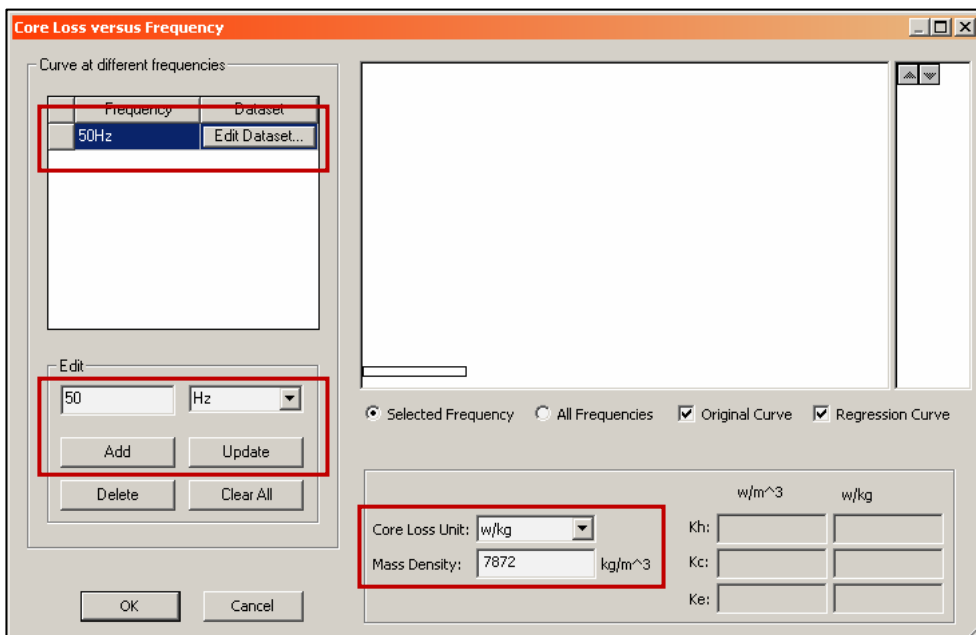 Core Loss versus Frequency
Curve at different frequencies
Frequency Dataset
50Hz Edit Dataset...
Edit
50 Hz
Add Update
Delete Clear All
OK Cancel
Selected Frequency All Frequencies Original Curve Regression Curve
w/m^3 w/kg
Core Loss Unit: w/kg
Mass Density: 7872 kg/m^3
Kh:
Kc:
Ke: